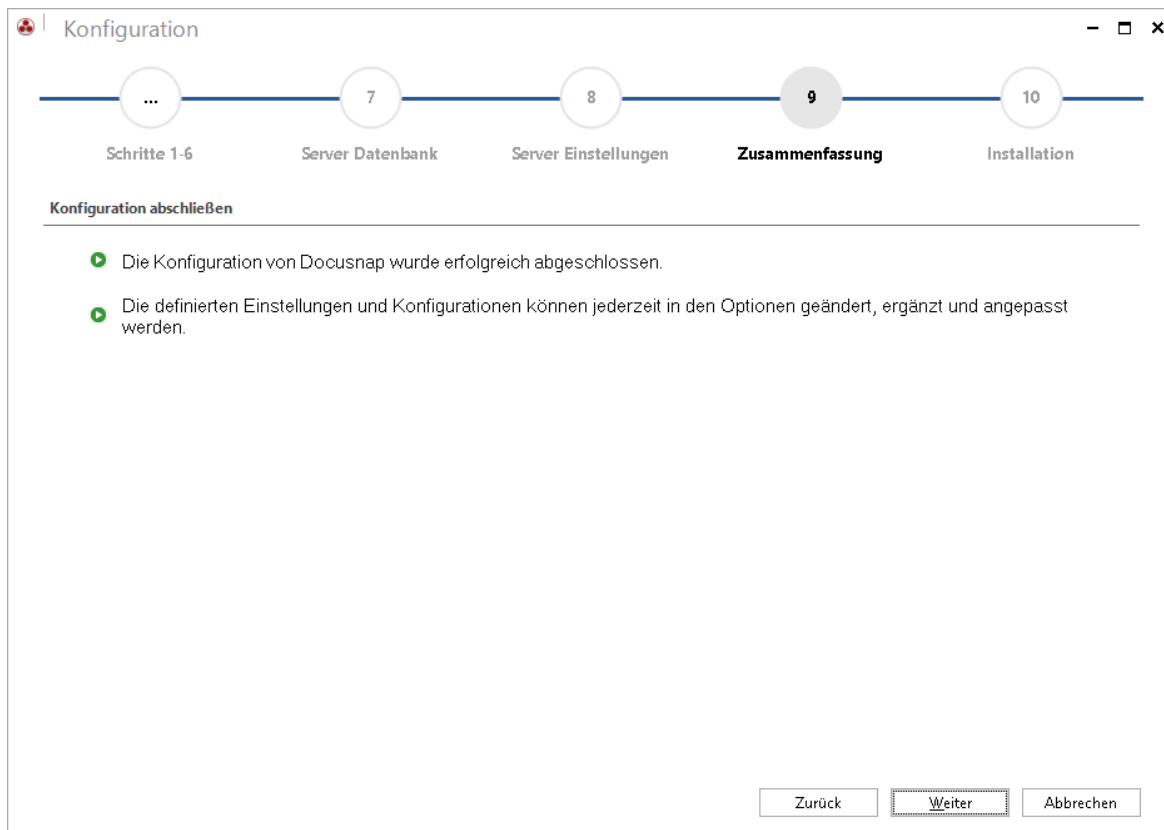 Konfiguration
... 7 8 9 10
Schritte 1-6 Server Datenbank Server Einstellungen Zusammenfassung Installation
Konfiguration abschließen
Die Konfiguration von Docusnap wurde erfolgreich abgeschlossen.
Die definierten Einstellungen und Konfigurationen können jederzeit in den Optionen geändert, ergänzt und angepasst
werden.
Zurück Weiter Abbrechen